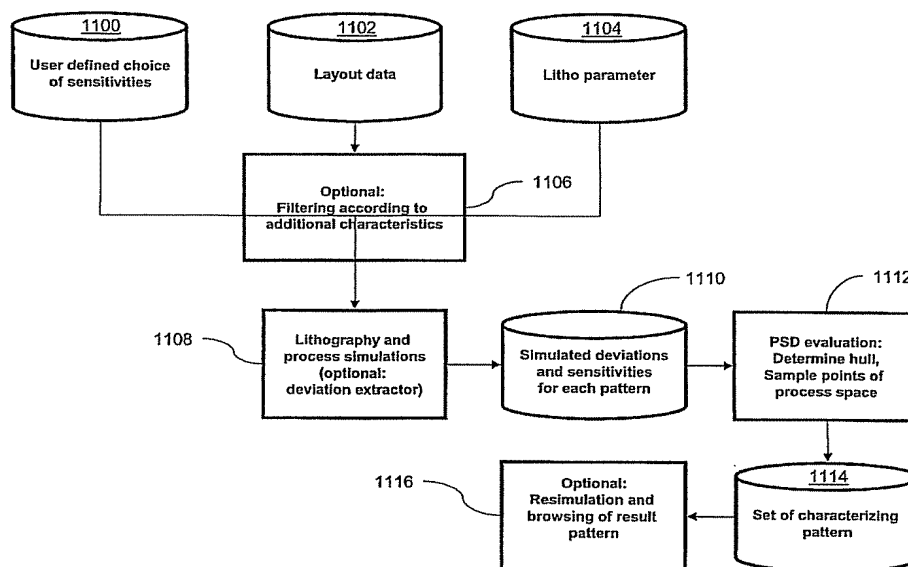 1100
User defined choice
of sensitivities
1102
Layout data
1104
Litho parameter
Optional:
Filtering according to
additional characteristics
1106
1108
Lithography and
process simulations
(optional:
deviation extractor)
1110
Simulated deviations
and sensitivities
for each pattern
1112
PSD evaluation:
Determine hull,
Sample points of
process space
1114
Set of characterizing
pattern
1116
Optional:
Resimulation and
browsing of result
pattern